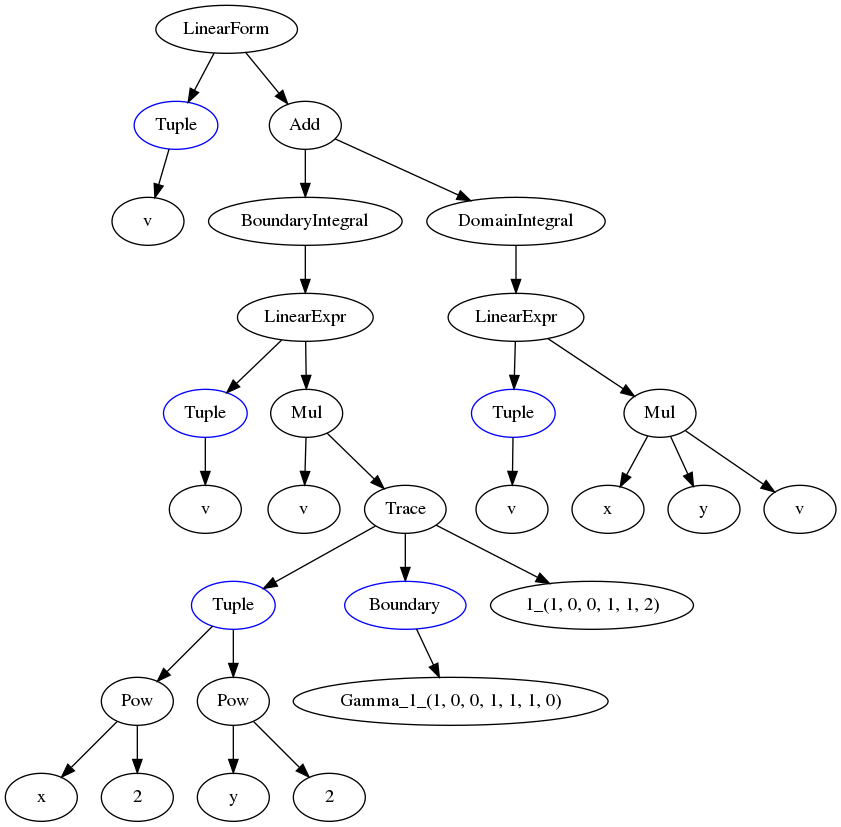 LinearForm
Tuple
Add
v
BoundaryIntegral
DomainIntegral
LinearExpr
LinearExpr
Tuple
Mul
Tuple
Mul
v
v
Trace
v
x
y
v
Tuple
Boundary
1_(1, 0, 0, 1, 1, 2)
Pow
Pow
Gamma_1_(1, 0, 0, 1, 1, 1, 0)
x
2
y
2